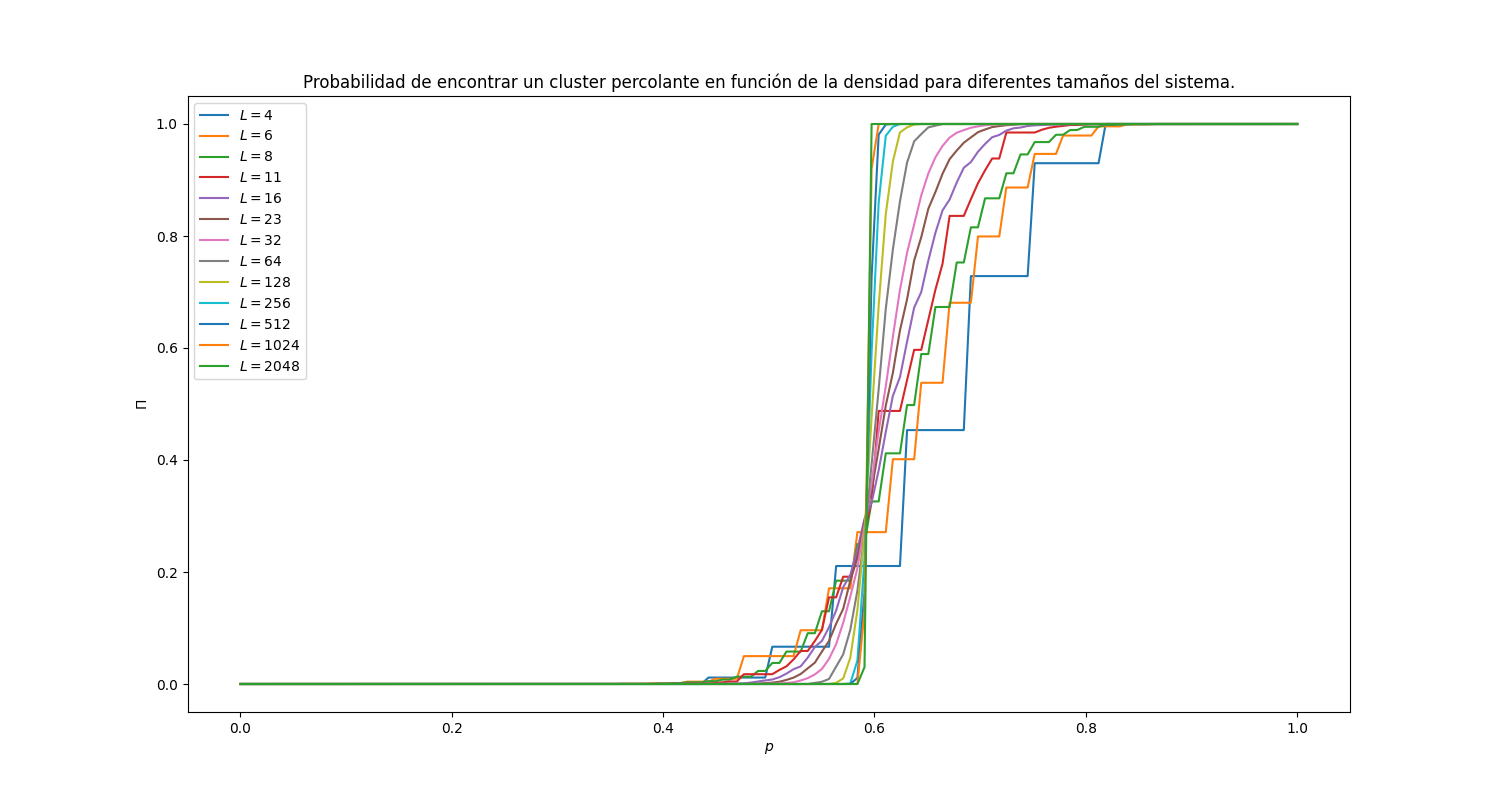 Probabilidad de encontrar un cluster percolante en función de la densidad para diferentes tamaños del sistema.
L = 4
L = 6
L = 8
L = 11
L = 16
L = 23
L = 32
L = 64
L = 128
L = 256
L = 512
L = 1024
L = 2048
1.0
0.8
0.6
0.4
0.2
0.0
Π
0.0 0.2 0.4 0.6 0.8 1.0
p